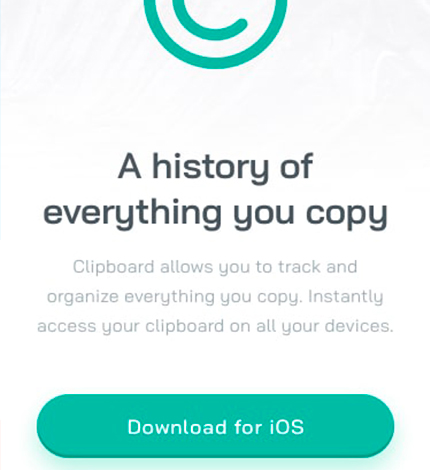 A history of
everything you copy
Clipboard allows you to track and
organize everything you copy. Instantly
access your clipboard on all your devices.
Download for iOS